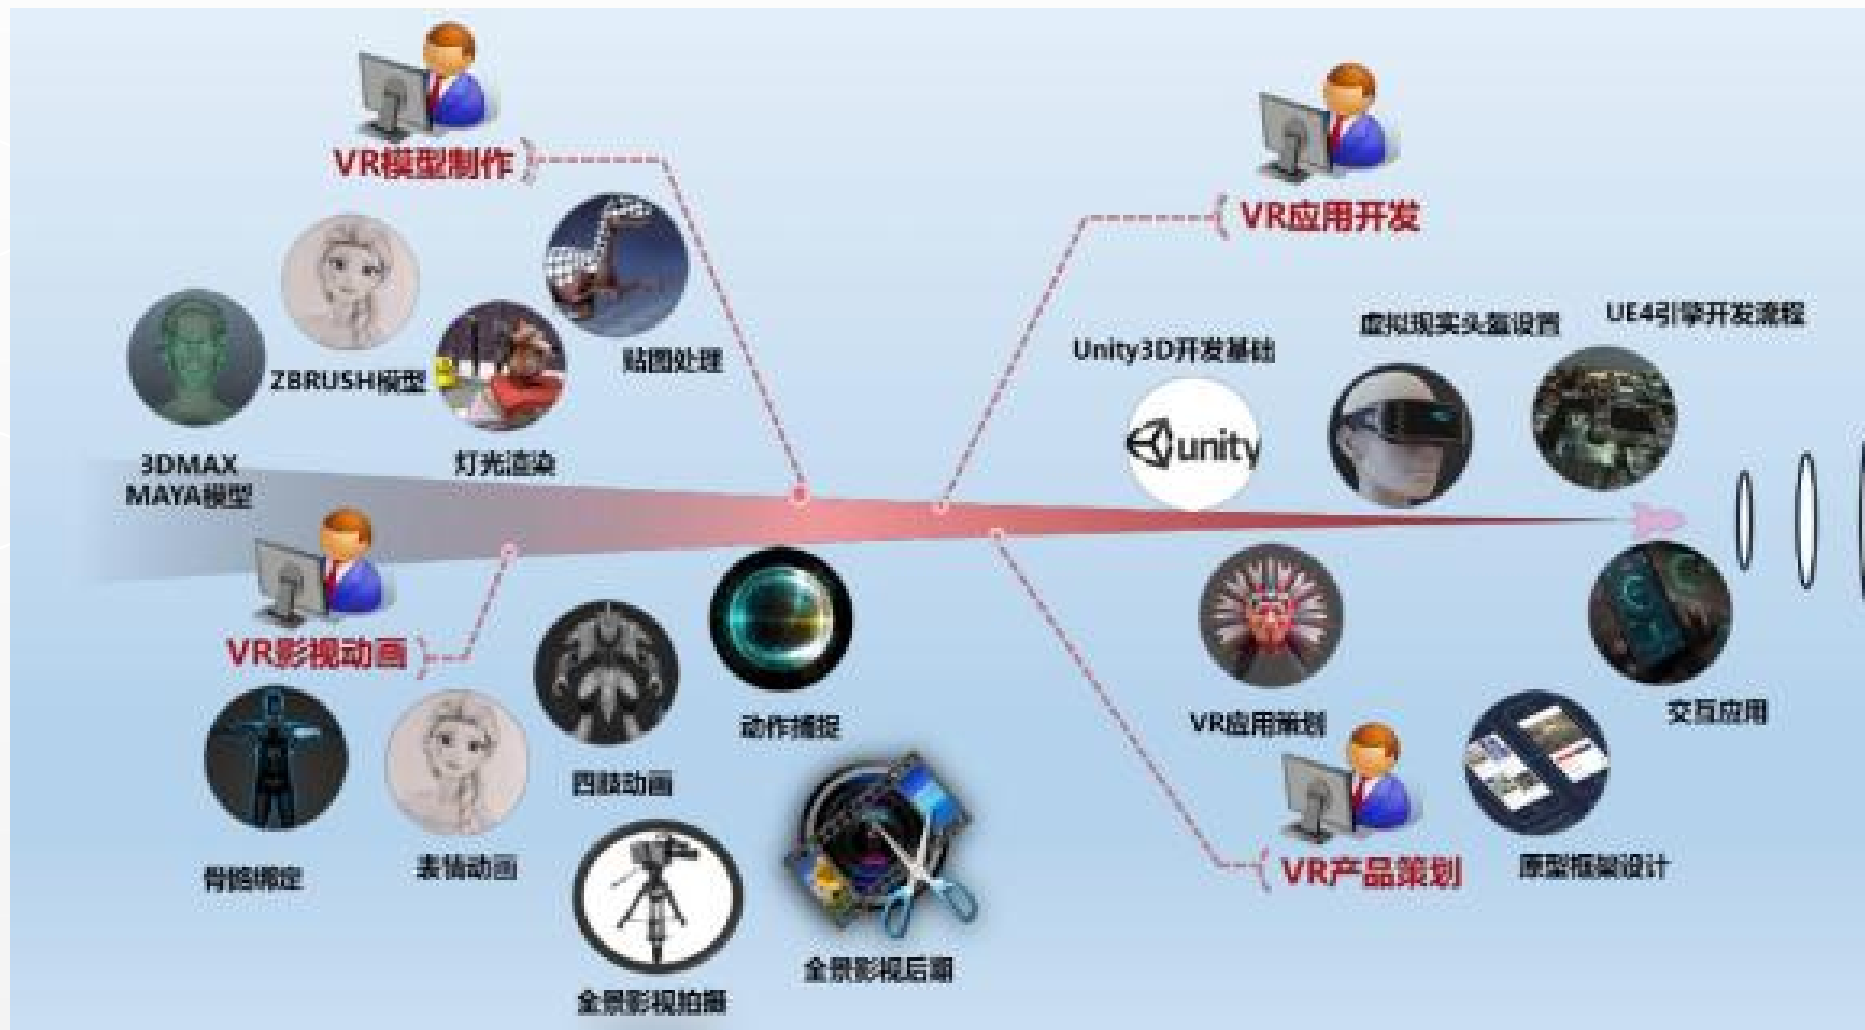 VR模型制作
VR应用开发
UE4引擎开发流程
虚拟现实头盔设置
Unity3D开发基础
贴图处理
ZBRUSH模型
灯光渲染
3DMAX
MAYA模型
unity
VR影视动画
动作捕捉
VR应用策划
交互应用
四肢动画
骨骼绑定
表情动画
VR产品策划
原型框架设计
全景影视后期
全景影视拍摄